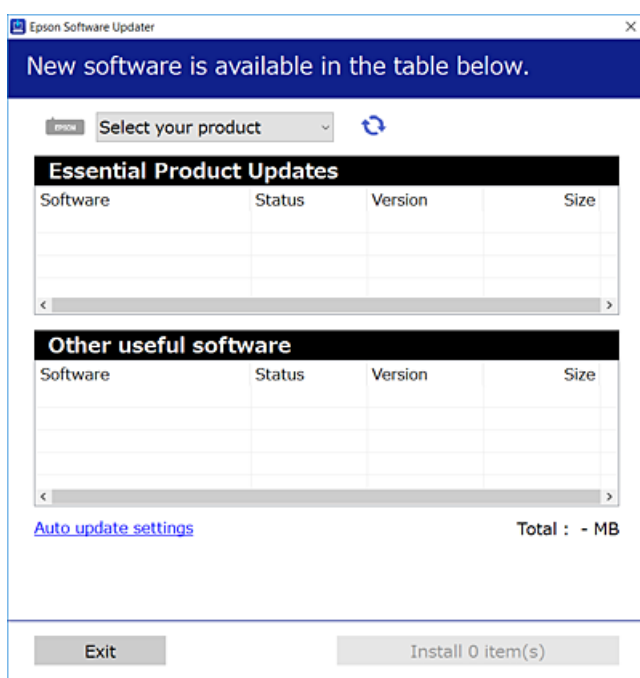 Epson Software Updater
New software is available in the table below.
EPSON Select your product
Essential Product Updates
Software Status Version Size
Other useful software
Software Status Version Size
Auto update settings Total : - MB
Exit Install 0 item(s)